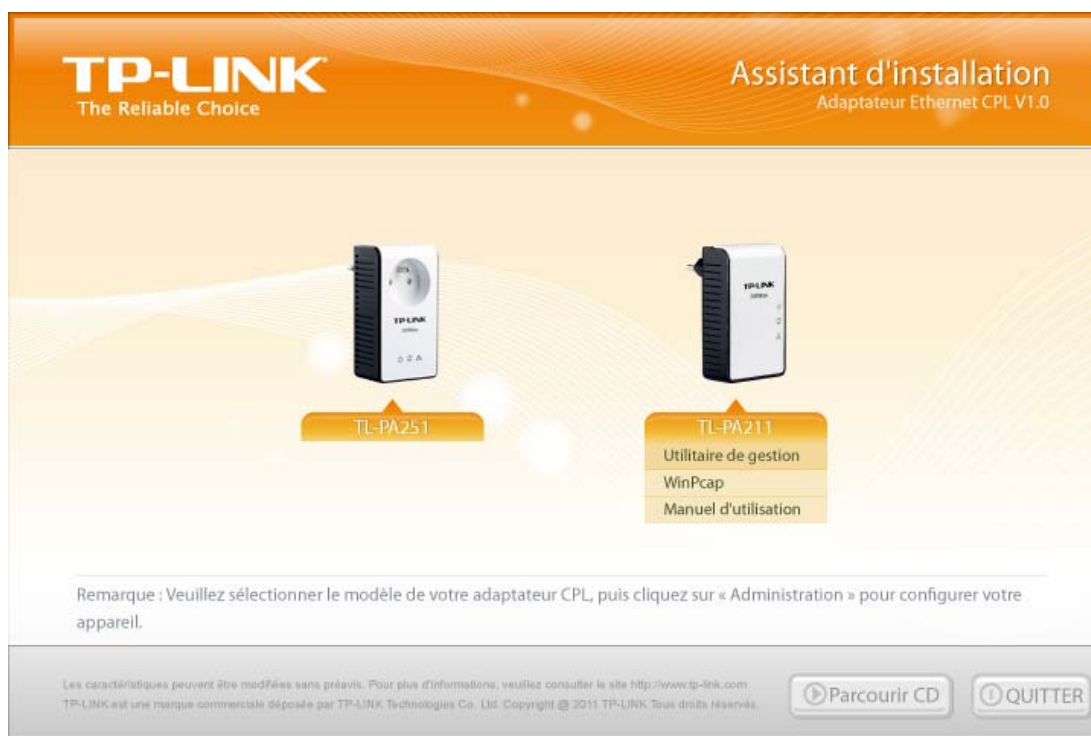 TP-LINK
The Reliable Choice
Assistant d'installation
Adaptateur Ethernet CPL V1.0
TP-LINK
TP-LINK
TL-PA251
TL-PA211
Utilitaire de gestion
WinPcap
Manuel d'utilisation
Remarque : Veuillez sélectionner le modèle de votre adaptateur CPL, puis cliquez sur « Administration » pour configurer votre
appareil.
Les caractéristiques peuvent être modifiées sans préavis. Pour plus d'informations, veuillez consulter le site http://www.tp-link.com
TP-LINK est une marque commerciale déposée par TP-LINK Technologies Co. Ltd. Copyright @ 2011 TP-LINK Tous droits réservés.
Parcourir CD
QUITTER